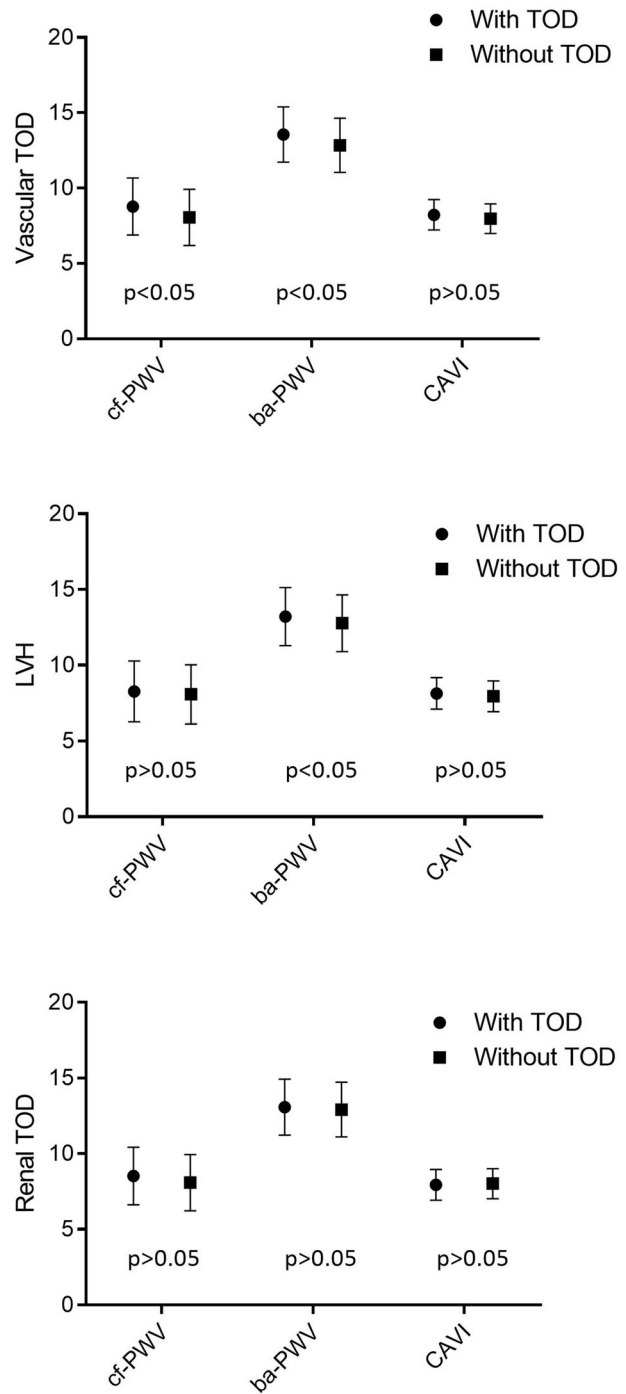 With TOD
Without TOD
Vascular TOD
20
15
10
5
0
p<0.05
p<0.05
p>0.05
cf-PWV
ba-PWV
CAVI
With TOD
Without TOD
LVH
20
15
10
5
0
p>0.05
p<0.05
p>0.05
cf-PWV
ba-PWV
CAVI
With TOD
Without TOD
Renal TOD
20
15
10
5
0
p>0.05
p>0.05
p>0.05
cf-PWV
ba-PWV
CAVI